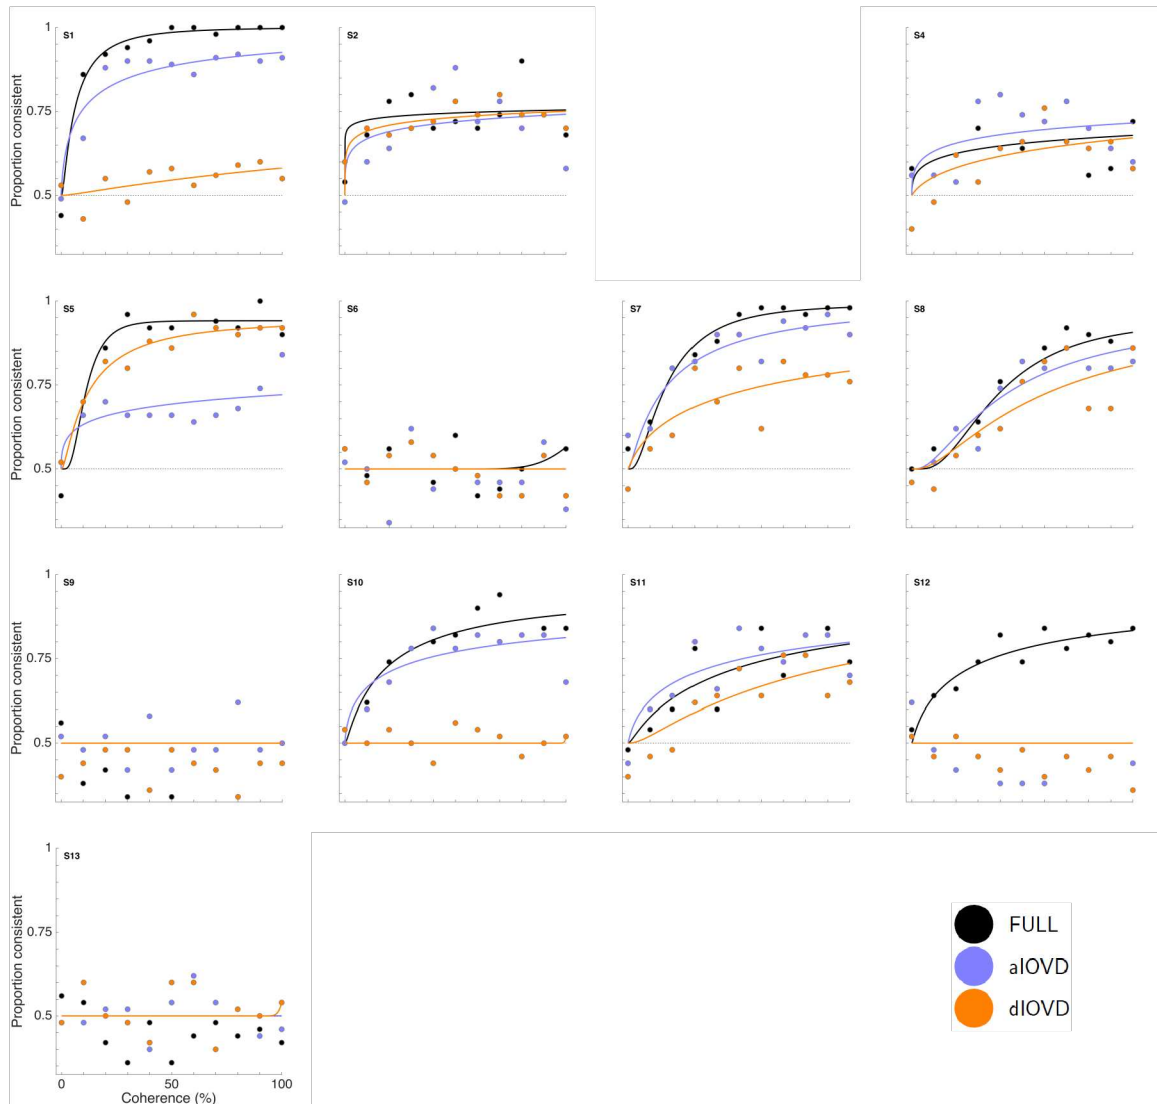 S1
S2
S4
Proportion consistent
1
0.75
0.5
S5
S6
S7
S8
Proportion consistent
1
0.75
0.5
S9
S10
S11
S12
Proportion consistent
1
0.75
0.5
S13
Proportion consistent
1
0.75
0.5
0
50
100
Coherence (%)
FULL
aIOVD
dIOVD